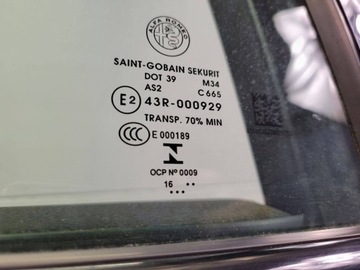 ALFA ROMEO
SAINT-GOBAIN SEKURIT
DOT 39 M34
AS2 C 665
E2 43R-000929
TRANSP. 70% MIN
CCC E 000189
N
OCP Nº 0009
16